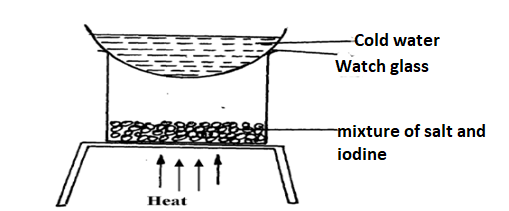 Cold water
Watch glass
mixture of salt and
iodine
Heat